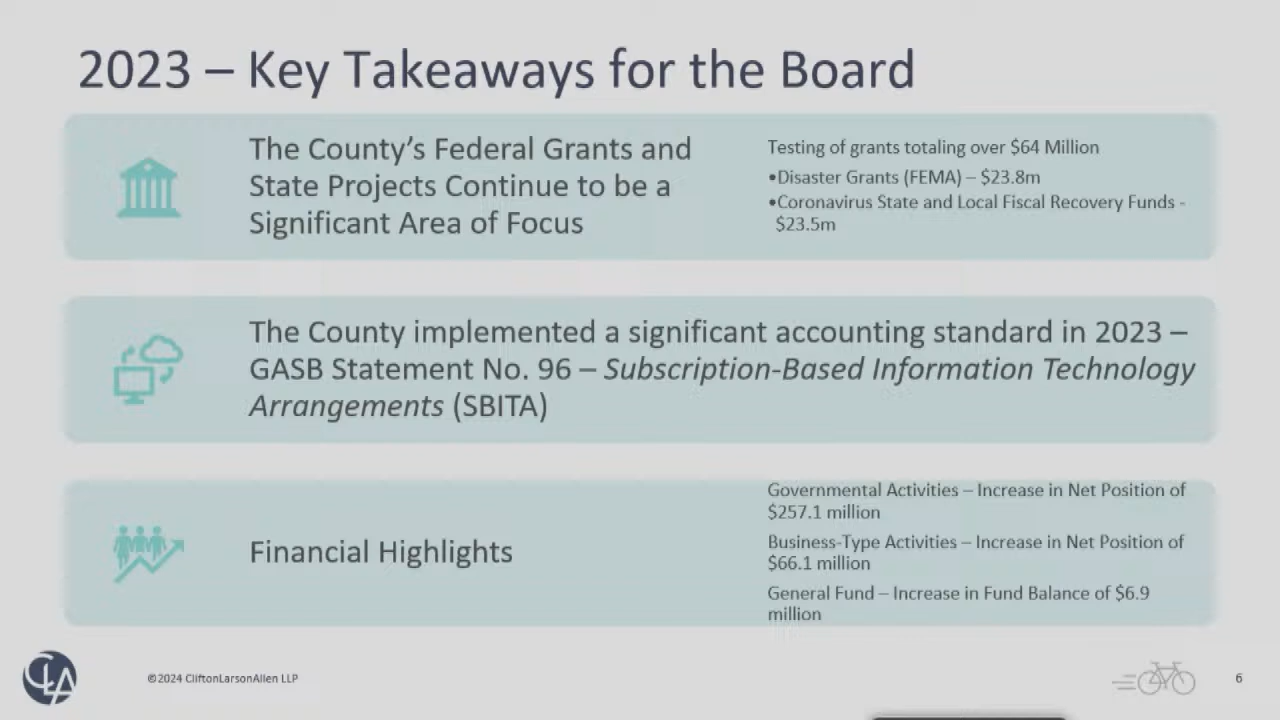 2023 – Key Takeaways for the Board
The County's Federal Grants and
State Projects Continue to be a
Significant Area of Focus
Testing of grants totaling over $64 Million
•Disaster Grants (FEMA) – $23.8m
•Coronavirus State and Local Fiscal Recovery Funds -
$23.5m
The County implemented a significant accounting standard in 2023 –
GASB Statement No. 96 – Subscription-Based Information Technology
Arrangements (SBITA)
Financial Highlights
Governmental Activities – Increase in Net Position of
$257.1 million
Business-Type Activities – Increase in Net Position of
$66.1 million
General Fund – Increase in Fund Balance of $6.9
million
CLA
©2024 CliftonLarsonAllen LLP
6